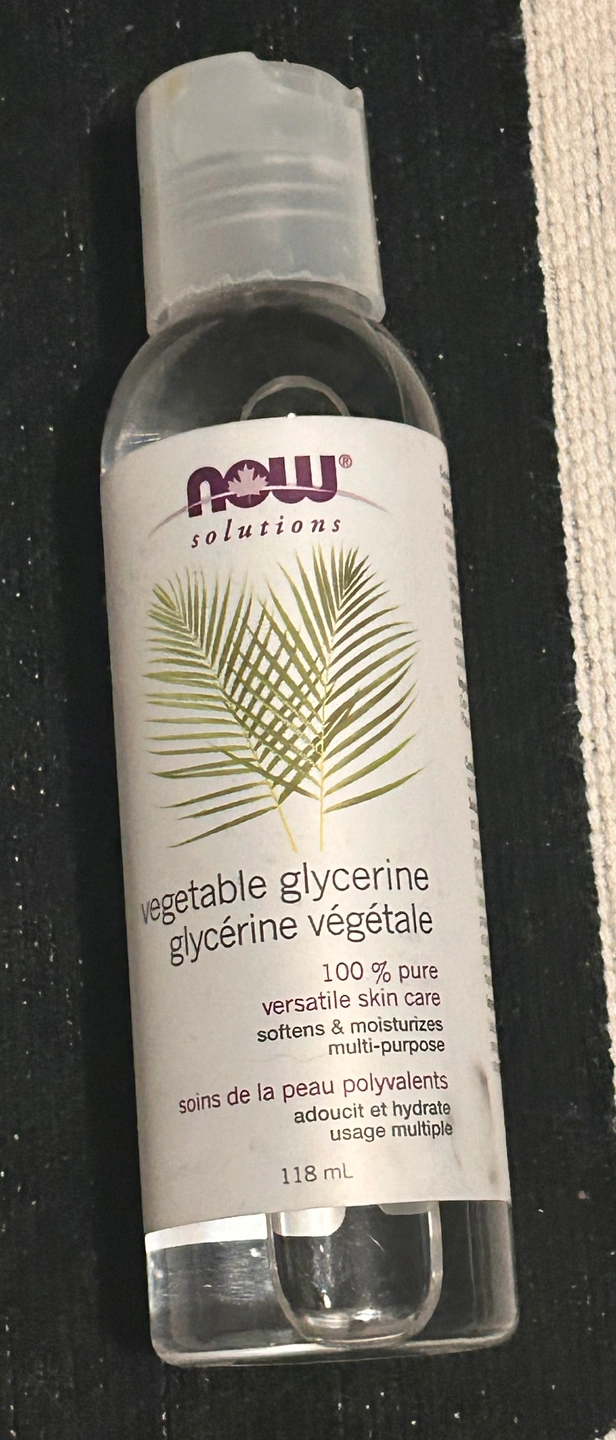 now®
solutions
vegetable glycerine
glycérine végétale
100 % pure
versatile skin care
softens & moisturizes
multi-purpose
soins de la peau polyvalents
adoucit et hydrate
usage multiple
118 mL